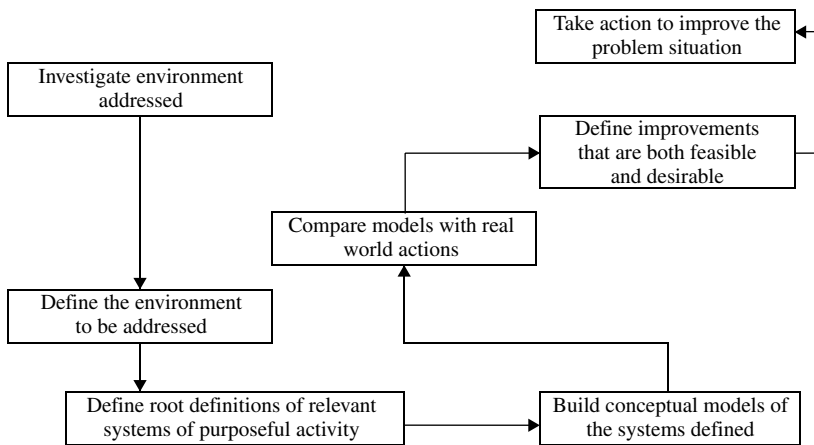 Take action to improve the
problem situation
Investigate environment
addressed
Define improvements
that are both feasible
and desirable
Compare models with real
world actions
Define the environment
to be addressed
Define root definitions of relevant
systems of purposeful activity
Build conceptual models of
the systems defined